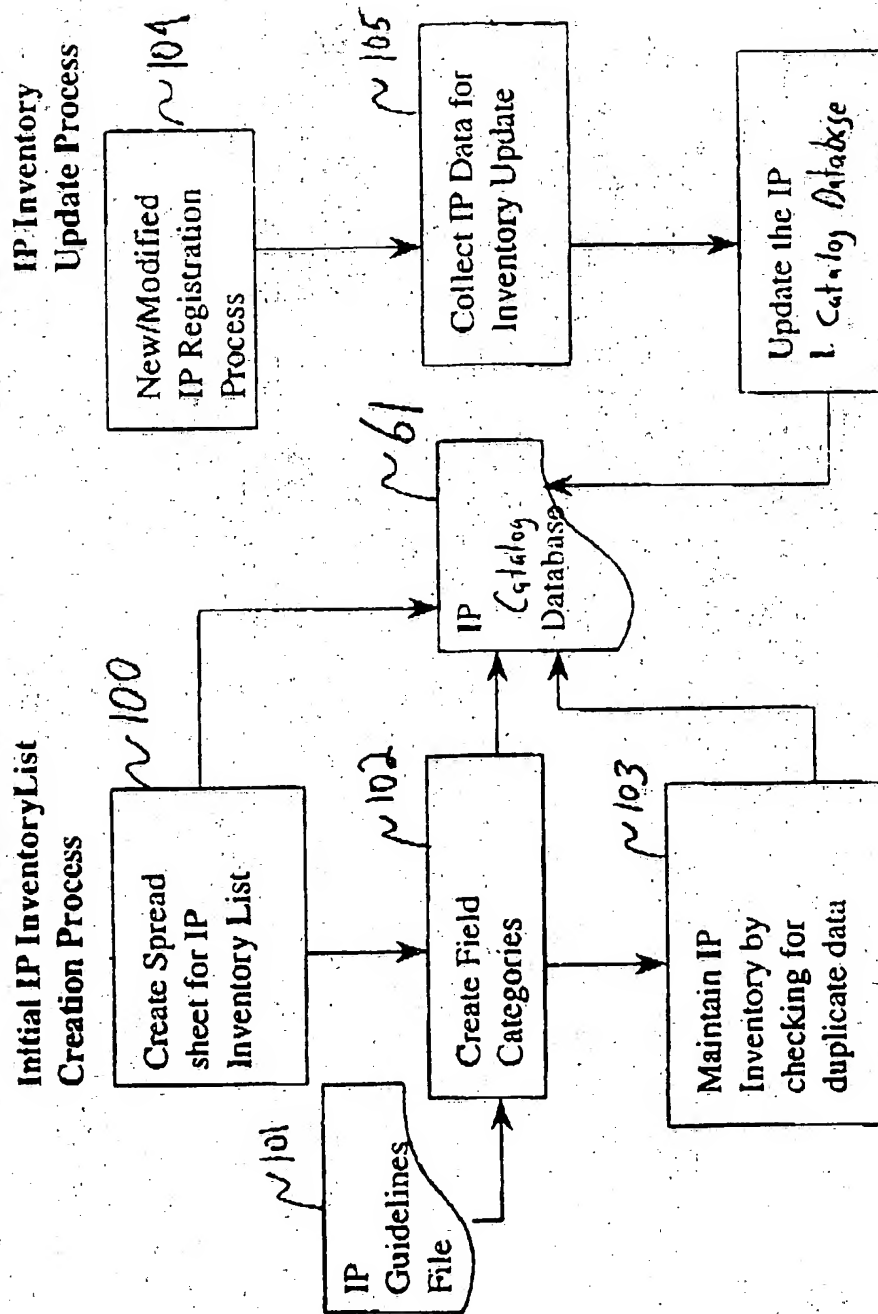 Initial IP InventoryList
Creation Process
~100
Create Spread
sheet for IP
Inventory List
~101
IP
Guidelines
File
~102
Create Field
Categories
~103
Maintain IP
Inventory by
checking for
duplicate data
~61
IP Catalog
Database
IP Inventory
Update Process
~104
New/Modified
IP Registration
Process
~105
Collect IP Data for
Inventory Update
Update the IP
1. Catalog Database